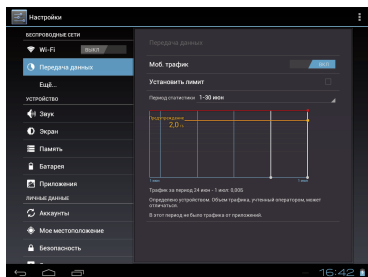 Настройки
БЕСПРОВОДНЫЕ СЕТИ
Wi-Fi
ВЫКЛ
Передача данных
Ещё...
УСТРОЙСТВО
Звук
Экран
Память
Батарея
Приложения
ЛИЧНЫЕ ДАННЫЕ
Аккаунты
Мое местоположение
Безопасность
Передача данных
Моб. трафик
ВКЛ
Установить лимит
Период статистики 1-30 июн
Предупреждение
2,0 ГБ
Трафик за период 24 июн - 1 июл: 0,00Б.
Определено устройством. Объем трафика, учтенный оператором, может отличаться.
В этот период не было трафика от приложений.
16:42